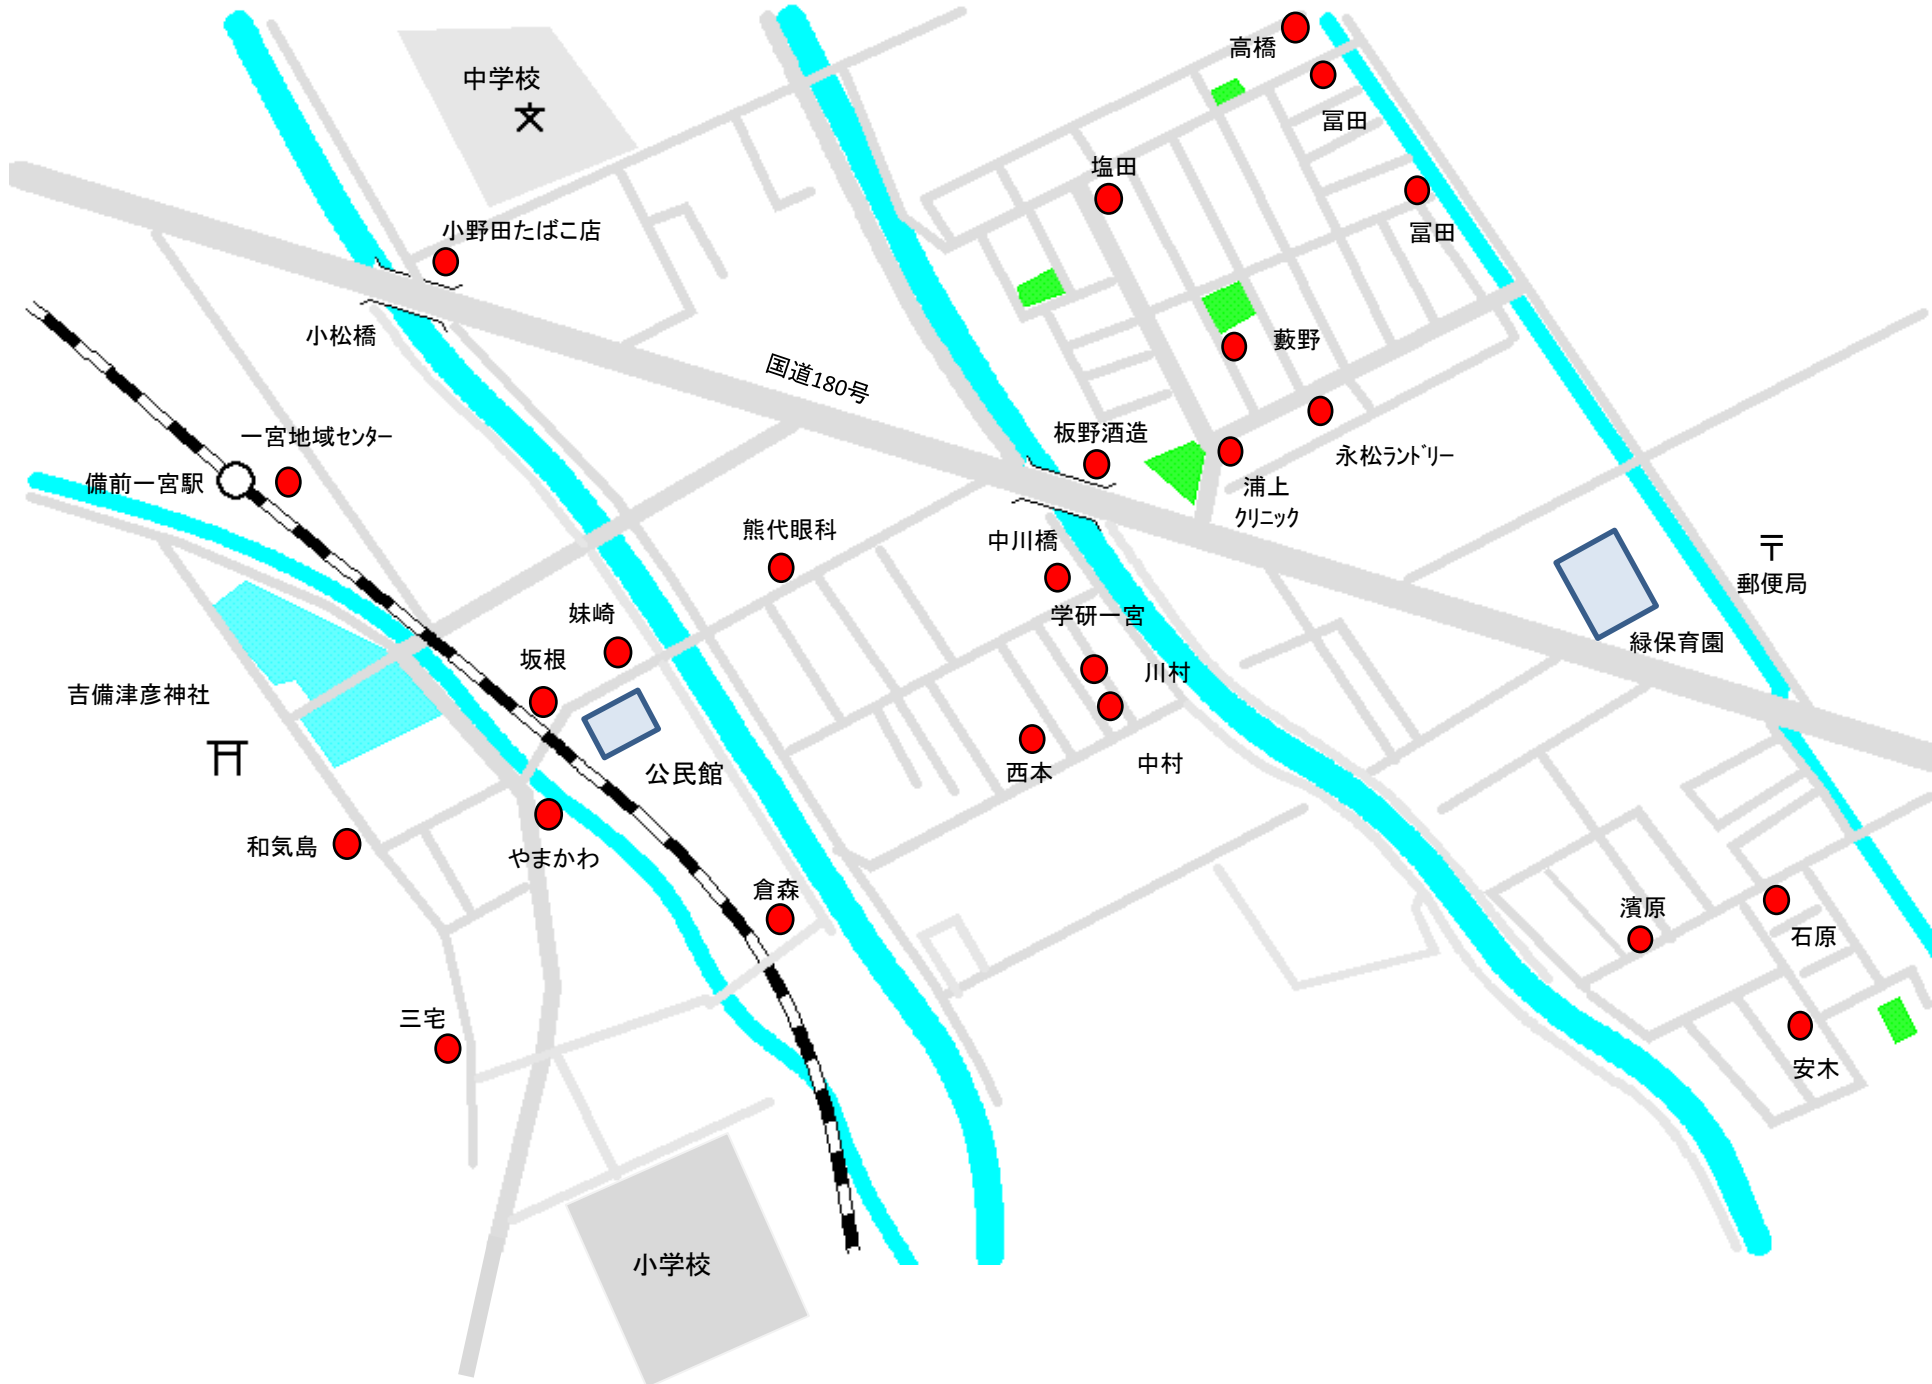 高橋
中学校
冨田
塩田
小野田たばこ店
冨田
小松橋
藪野
国道180号
一宮地域センター
板野酒造
永松ランドリー
備前一宮駅
浦上
クリニック
熊代眼科
中川橋
〒
郵便局
妹崎
学研一宮
緑保育園
坂根
川村
吉備津彦神社
公民館
西本
中村
和気島
やまかわ
倉森
濱原
石原
三宅
安木
小学校